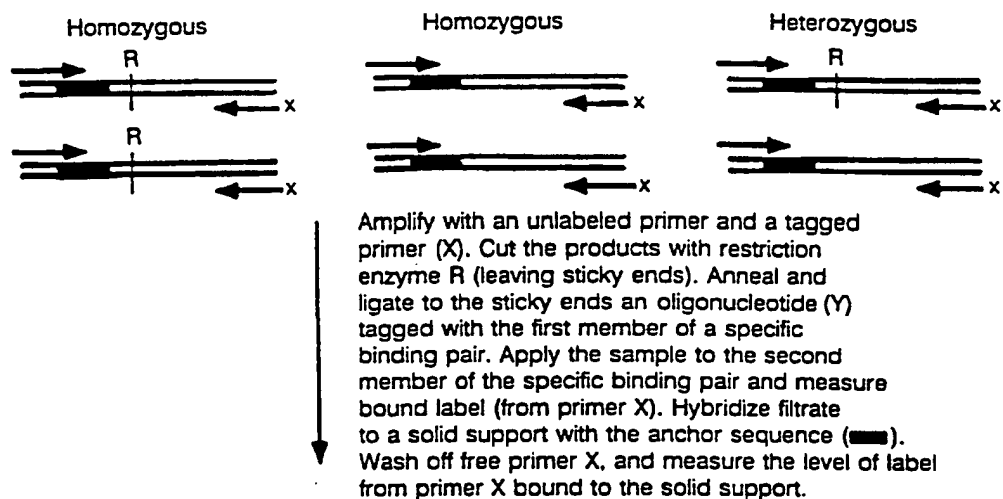 Homozygous Homozygous Heterozygous
R R
X X X
R
X X X
Amplify with an unlabeled primer and a tagged
primer (X). Cut the products with restriction
enzyme R (leaving sticky ends). Anneal and
ligate to the sticky ends an oligonucleotide (Y)
tagged with the first member of a specific
binding pair. Apply the sample to the second
member of the specific binding pair and measure
bound label (from primer X). Hybridize filtrate
to a solid support with the anchor sequence ( ).
Wash off free primer X, and measure the level of label
from primer X bound to the solid support.